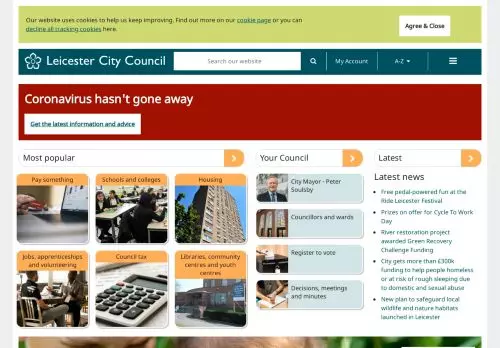 Our website uses cookies to help us keep improving. Find out more on our cookie page or you can
decline all tracking cookies here.
Agree & Close
Leicester City Council
Search our website
My Account
A-Z
Coronavirus hasn't gone away
Get the latest information and advice
Most popular
Pay something
Schools and colleges
Housing
Jobs, apprenticeships
and volunteering
Council tax
Libraries, community
centres and youth
centres
Your Council
City Mayor - Peter
Soulsby
Councillors and wards
Register to vote
Decisions, meetings
and minutes
Latest
Latest news
Free pedal-powered fun at the
Ride Leicester Festival
Prizes on offer for Cycle To Work
Day
River restoration project
awarded Green Recovery
Challenge Funding
City gets more than £300k
funding to help people homeless
or at risk of rough sleeping due
to domestic and sexual abuse
New plan to safeguard local
wildlife and nature habitats
launched in Leicester